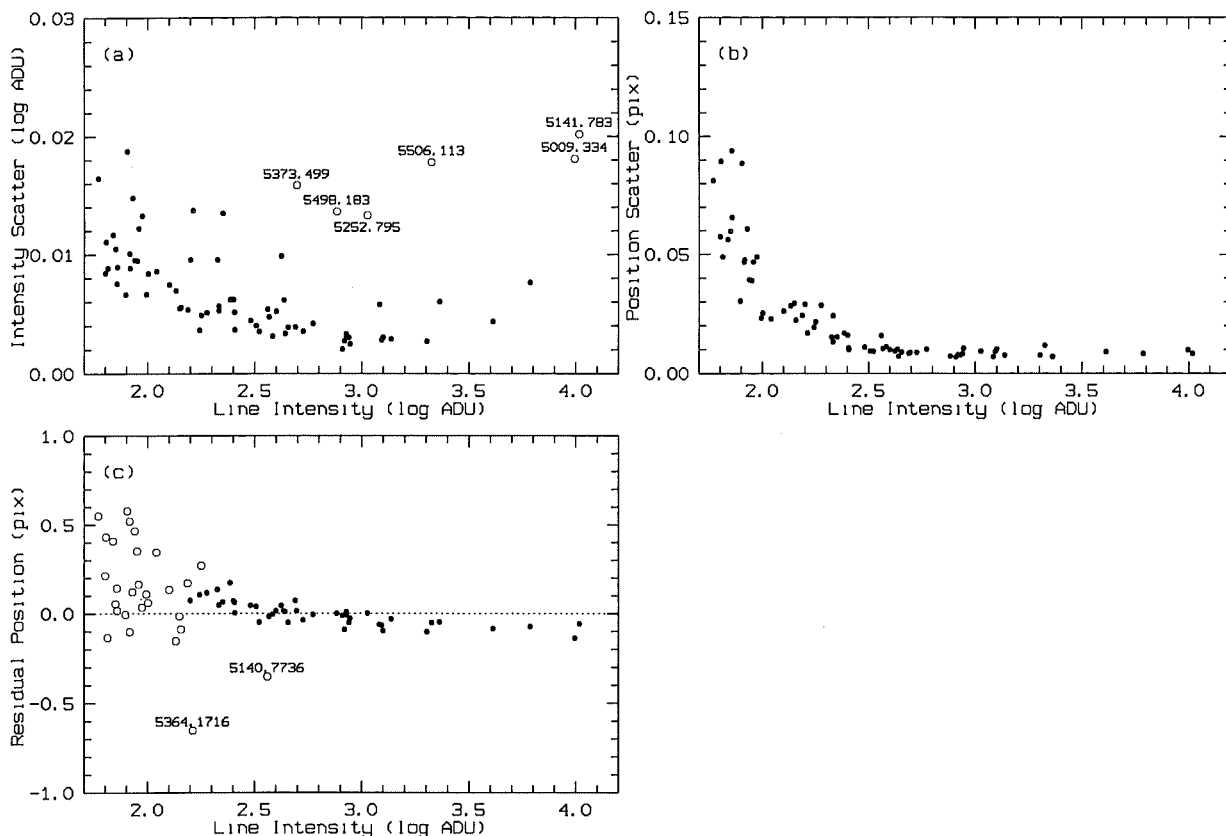 0.03
(a)
0.02
0.01
0.00
Intensity Scatter (log ADU)
5141.783
5009.334
5506.113
5373.499
5498.183
5252.795
2.0 2.5 3.0 3.5 4.0
Line Intensity (log ADU)
0.15
(b)
0.10
0.05
0.00
Position Scatter (pix)
2.0 2.5 3.0 3.5 4.0
Line Intensity (log ADU)
1.0
(c)
0.5
0.0
-0.5
-1.0
Residual Position (pix)
5140.7736
5364.1716
2.0 2.5 3.0 3.5 4.0
Line Intensity (log ADU)